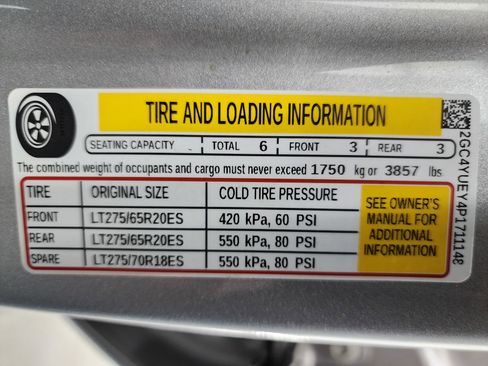 TIRE AND LOADING INFORMATION
SEATING CAPACITY TOTAL 6 FRONT 3 REAR 3
The combined weight of occupants and cargo must never exceed 1750 kg or 3857 lbs
TIRE ORIGINAL SIZE COLD TIRE PRESSURE
FRONT LT275/65R20ES 420 kPa, 60 PSI
REAR LT275/65R20ES 550 kPa, 80 PSI
SPARE LT275/70R18ES 550 kPa, 80 PSI
SEE OWNER'S
MANUAL FOR
ADDITIONAL
INFORMATION
2GC4YUEY4P1711148